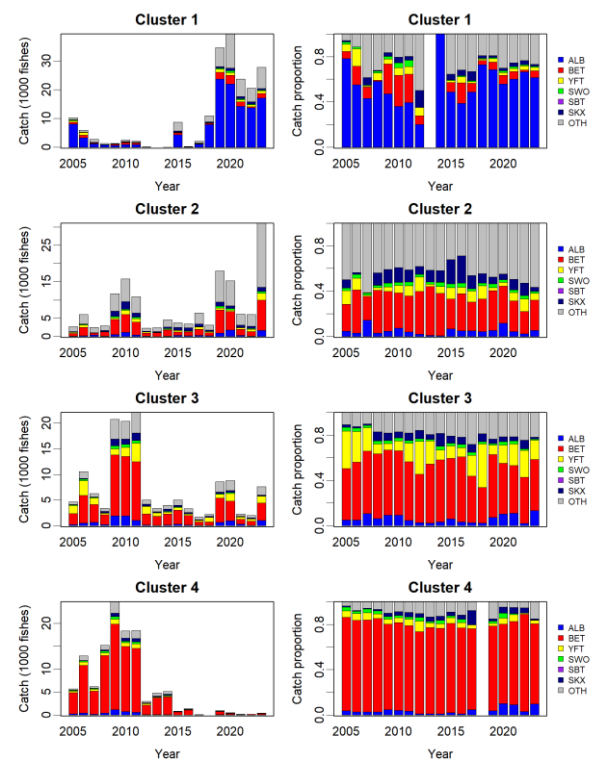 Cluster 1
Catch (1000 fishes)
30
20
10
0
2005 2010 2015 2020
Year
Cluster 1
Catch proportion
0.8
0.4
0.0
2005 2010 2015 2020
Year
ALB
BET
YFT
SWO
SBT
SKX
OTH
Cluster 2
Catch (1000 fishes)
25
15
5
0
2005 2010 2015 2020
Year
Cluster 2
Catch proportion
0.8
0.4
0.0
2005 2010 2015 2020
Year
ALB
BET
YFT
SWO
SBT
SKX
OTH
Cluster 3
Catch (1000 fishes)
20
15
10
5
0
2005 2010 2015 2020
Year
Cluster 3
Catch proportion
0.8
0.4
0.0
2005 2010 2015 2020
Year
ALB
BET
YFT
SWO
SBT
SKX
OTH
Cluster 4
Catch (1000 fishes)
20
10
5
0
2005 2010 2015 2020
Year
Cluster 4
Catch proportion
0.8
0.4
0.0
2005 2010 2015 2020
Year
ALB
BET
YFT
SWO
SBT
SKX
OTH